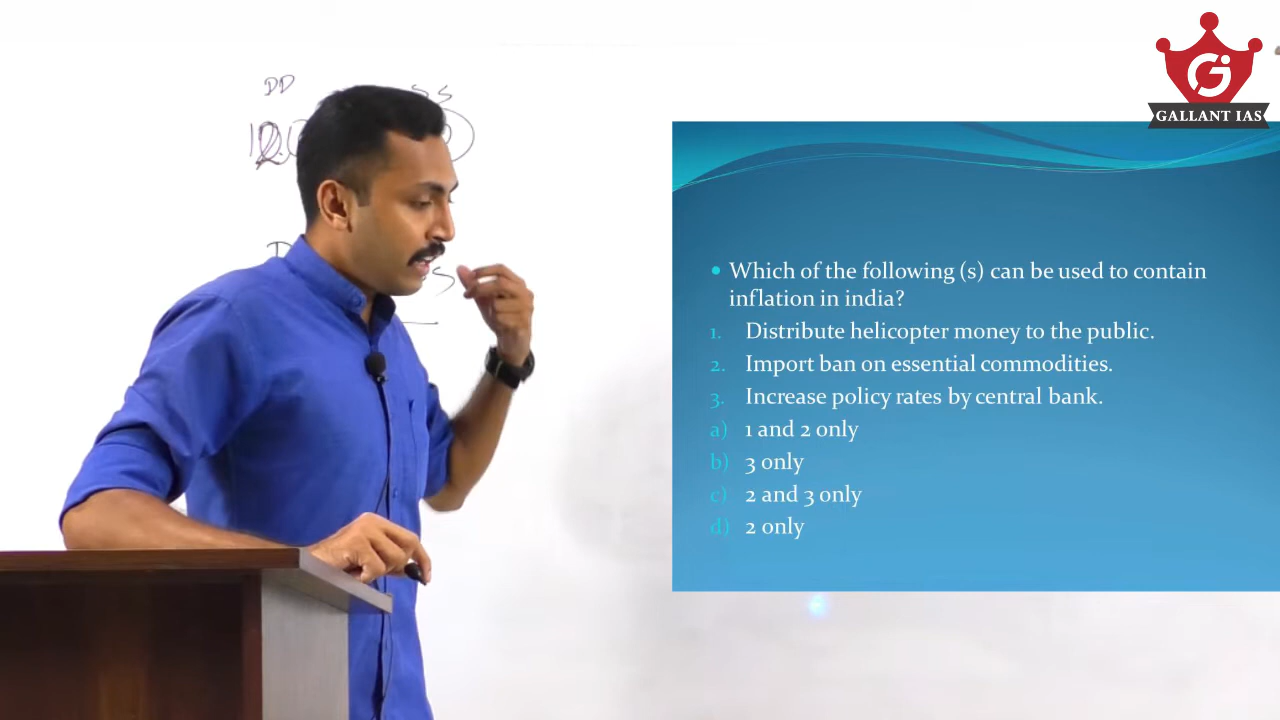 DD
GALLANT IAS
• Which of the following (s) can be used to contain
inflation in india?
1. Distribute helicopter money to the public.
2. Import ban on essential commodities.
3. Increase policy rates by central bank.
a) 1 and 2 only
b) 3 only
c) 2 and 3 only
d) 2 only